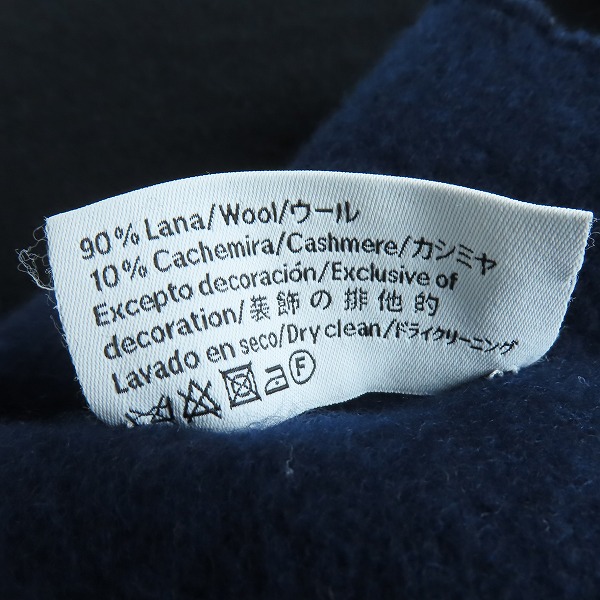 90% Lana/Wool/ウール
10% Cachemira/Cashmere/カシミヤ
Excepto decoración/Exclusive of
decoration/装飾の排他的
Lavado en seco/Dry clean/ドライクリーニング
F